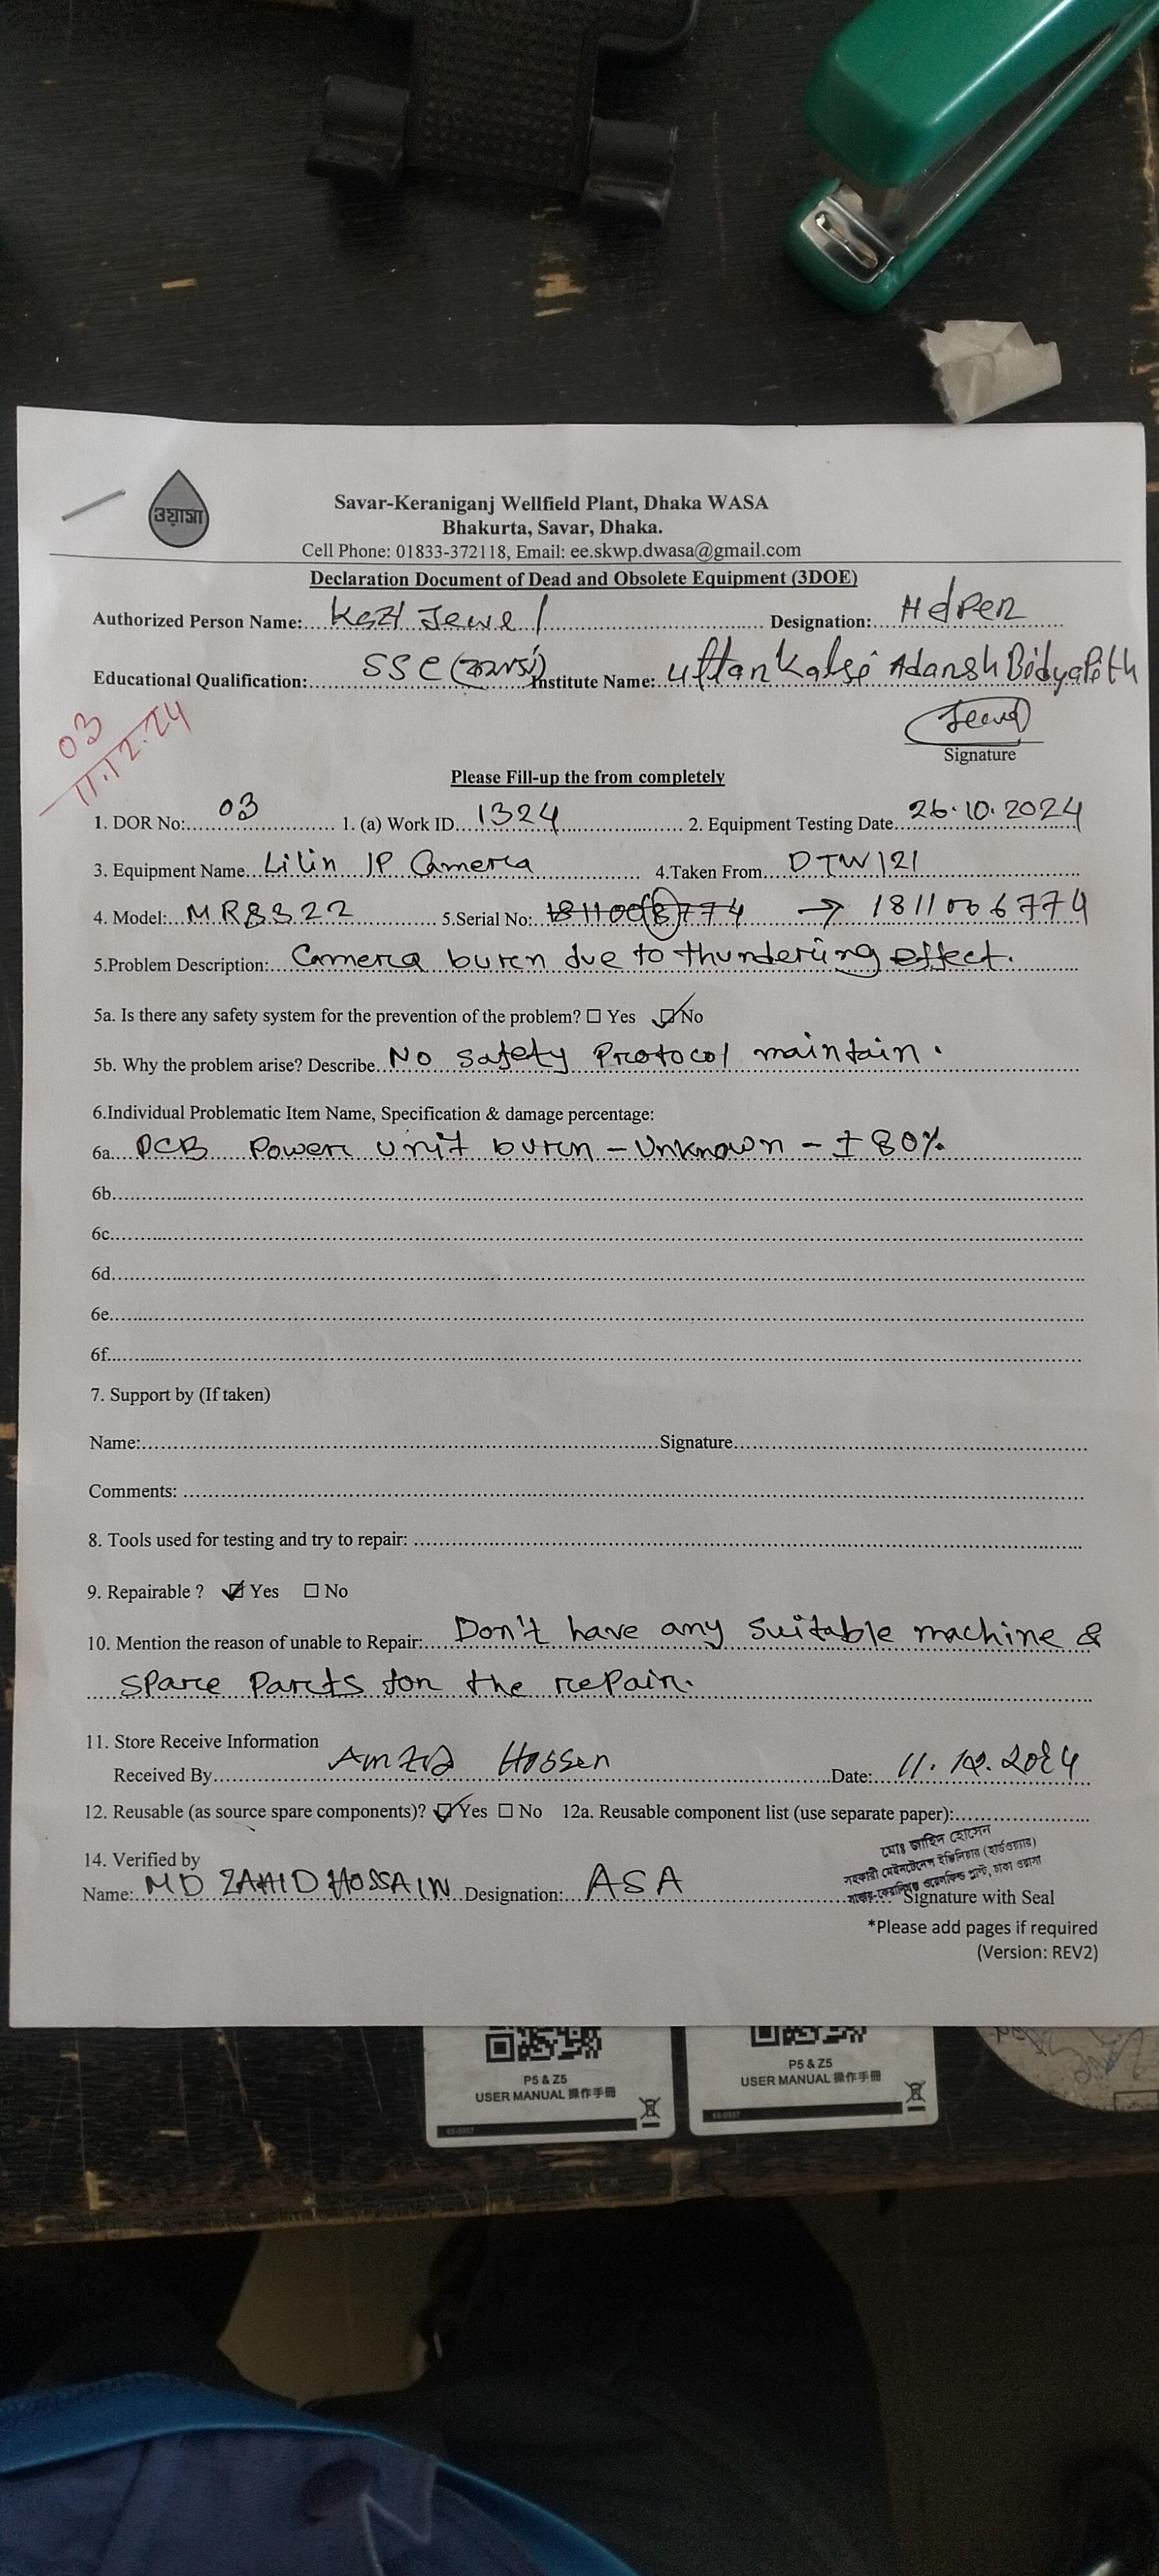 ওয়াসা
Savar-Keraniganj Wellfield Plant, Dhaka WASA
Bhakurta, Savar, Dhaka.
Cell Phone: 01833-372118, Email: ee.skwp.dwasa@gmail.com
Declaration Document of Dead and Obsolete Equipment (3DOE)
Authorized Person Name: Kazi Jewel Designation: Helper
Educational Qualification: SSC Institute Name: Adarsh Bidyapith
03
11.12.24
Signature
Please Fill-up the from completely
1. DOR No: 03 1. (a) Work ID 1324 2. Equipment Testing Date 26.10.2024
3. Equipment Name Lilin IP Camera 4.Taken From DTW121
4. Model: MR8322 5.Serial No: → 1811006774
5.Problem Description: Camera burn due to thundering effect.
5a. Is there any safety system for the prevention of the problem? ☐ Yes ☑ No
5b. Why the problem arise? Describe No safety Protocol maintain.
6.Individual Problematic Item Name, Specification & damage percentage:
6a. PCB Power unit burn - Unknown - ± 80%
6b
6c
6d
6e
6f
7. Support by (If taken)
Name: Signature
Comments:
8. Tools used for testing and try to repair:
9. Repairable ? ☑ Yes ☐ No
10. Mention the reason of unable to Repair: Don't have any suitable machine &
spare Parts for the repair.
11. Store Receive Information
Received By Hossen Date: 11.12.2024
12. Reusable (as source spare components)? ☑ Yes ☐ No 12a. Reusable component list (use separate paper):
মোঃ জাহিদ হোসেন
সহকারী মেইনটেনেন্স ইঞ্জিনিয়ার (হার্ডওয়্যার)
সাভার-কেরানীগঞ্জ ওয়েলফিল্ড প্লান্ট, ঢাকা ওয়াসা
14. Verified by
Name: MD ZAHID HOSSAIN Designation: ASA Signature with Seal
*Please add pages if required
(Version: REV2)
P5 & Z5
USER MANUAL 操作手冊
P5 & Z5
USER MANUAL 操作手冊